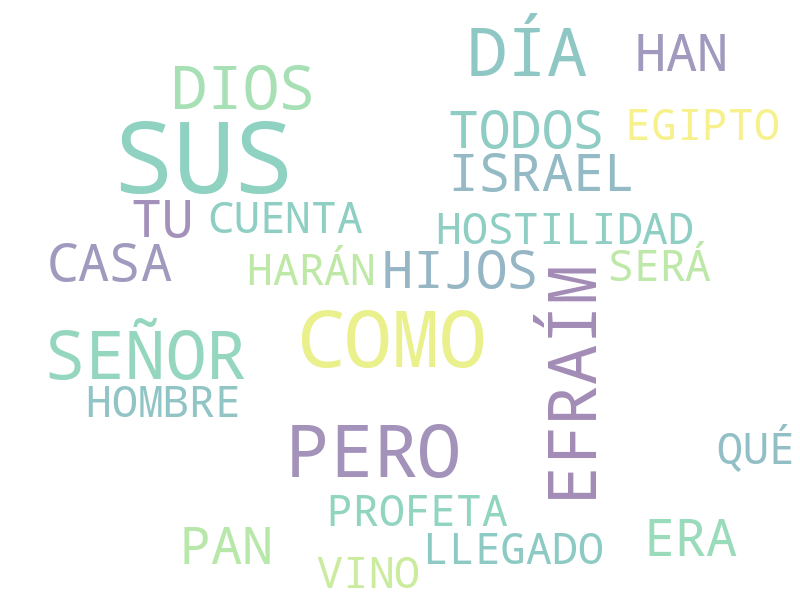 DÍA
HAN
DIOS
TODOS
EGIPTO
SUS
ISRAEL
TU
CUENTA
HOSTILIDAD
CASA
HARÁN
HIJOS
SERÁ
SEÑOR
COMO
EFRAÍM
HOMBRE
PERO
QUÉ
PROFETA
PAN
VINO
LLEGADO
ERA